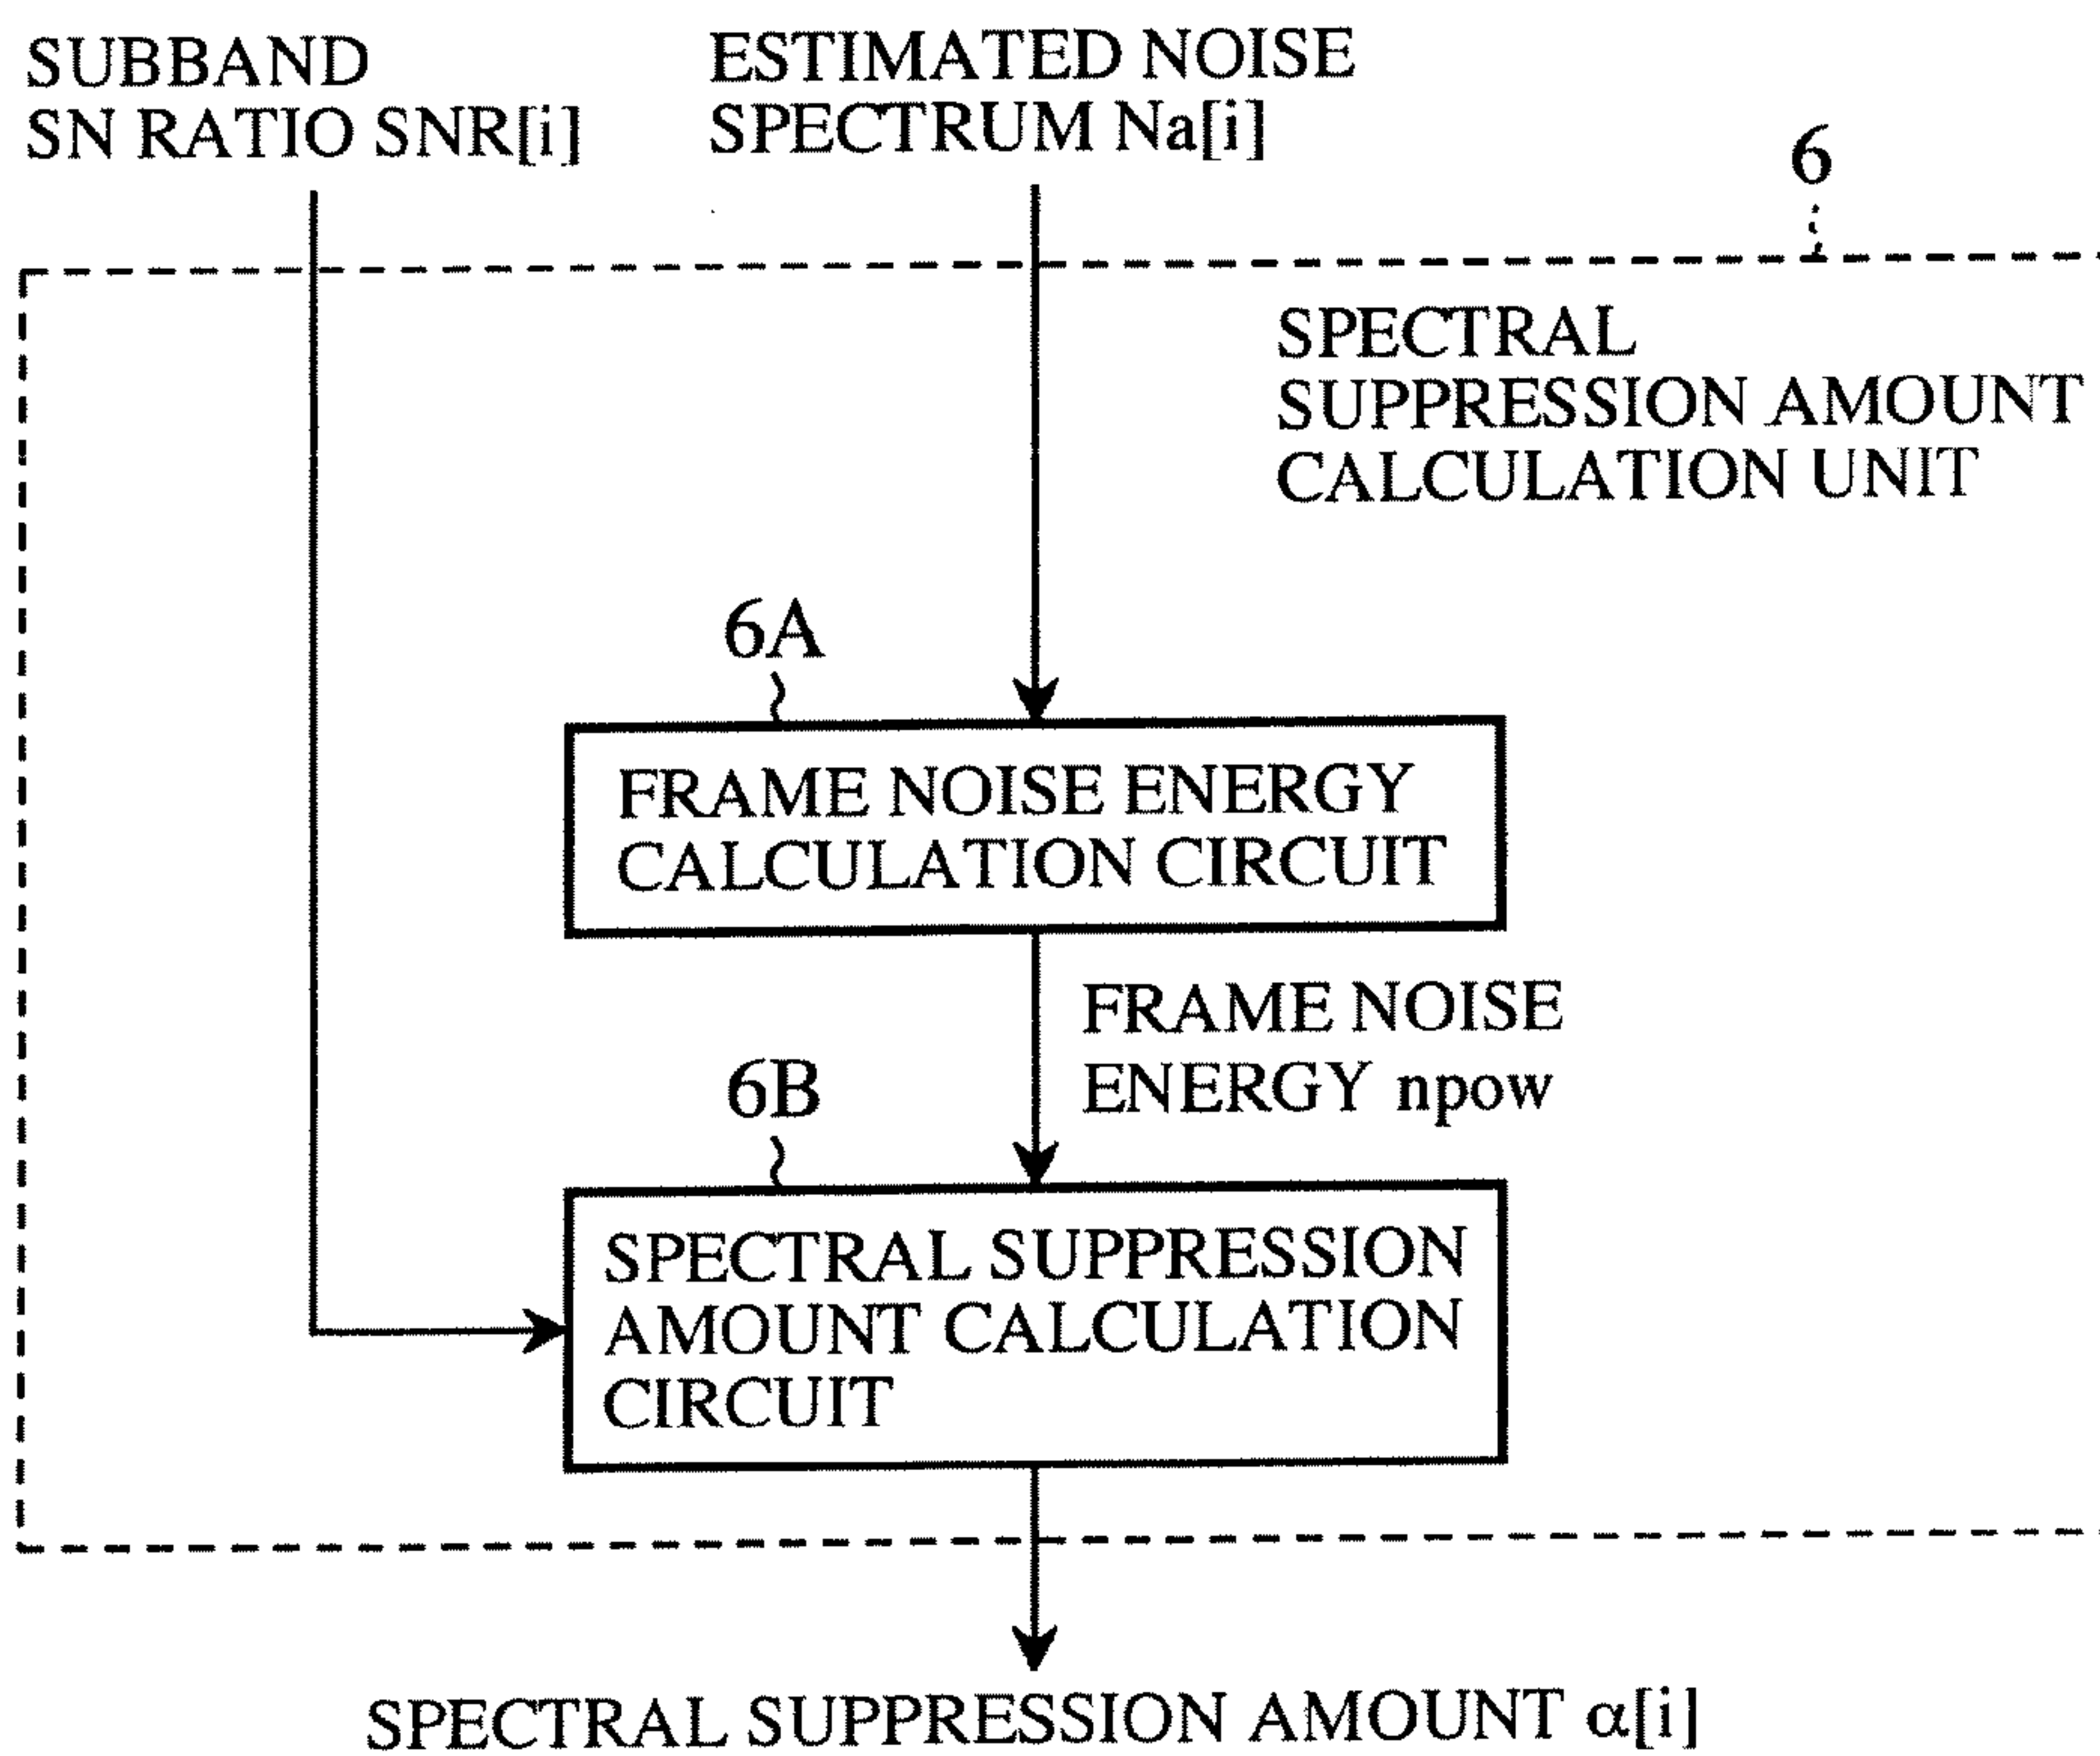 SUBBAND
SN RATIO SNR[i]
ESTIMATED NOISE
SPECTRUM Na[i]
6
SPECTRAL
SUPPRESSION AMOUNT
CALCULATION UNIT
6A
FRAME NOISE ENERGY
CALCULATION CIRCUIT
FRAME NOISE
ENERGY npow
6B
SPECTRAL SUPPRESSION
AMOUNT CALCULATION
CIRCUIT
SPECTRAL SUPPRESSION AMOUNT α[i]